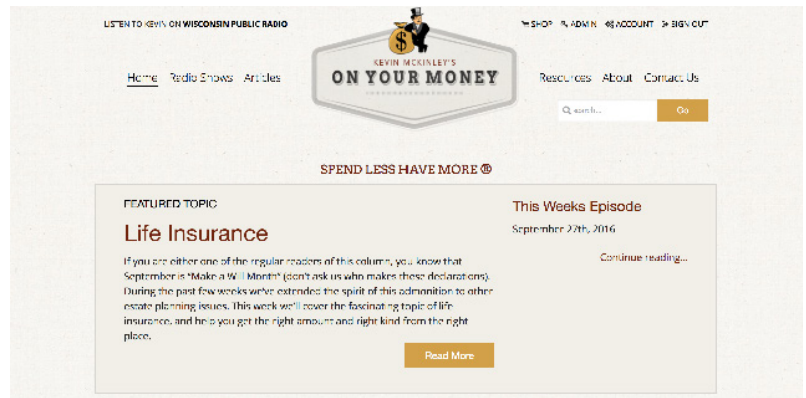 LISTEN TO KEVIN ON WISCONSIN PUBLIC RADIO
SHOP ADMIN ACCOUNT SIGN OUT
$
KEVIN MCKINLEY'S
ON YOUR MONEY
Home Radio Shows Articles
Resources About Contact Us
Search... Go
SPEND LESS HAVE MORE ®
FEATURED TOPIC
Life Insurance
If you are either one of the regular readers of this column, you know that
September is "Make a Will Month" (don't ask us who makes these declarations).
During the past few weeks we've extended the spirit of this admonition to other
estate planning issues. This week we'll cover the fascinating topic of life
insurance, and help you get the right amount and right kind from the right
place.
Read More
This Weeks Episode
September 27th, 2016
Continue reading...